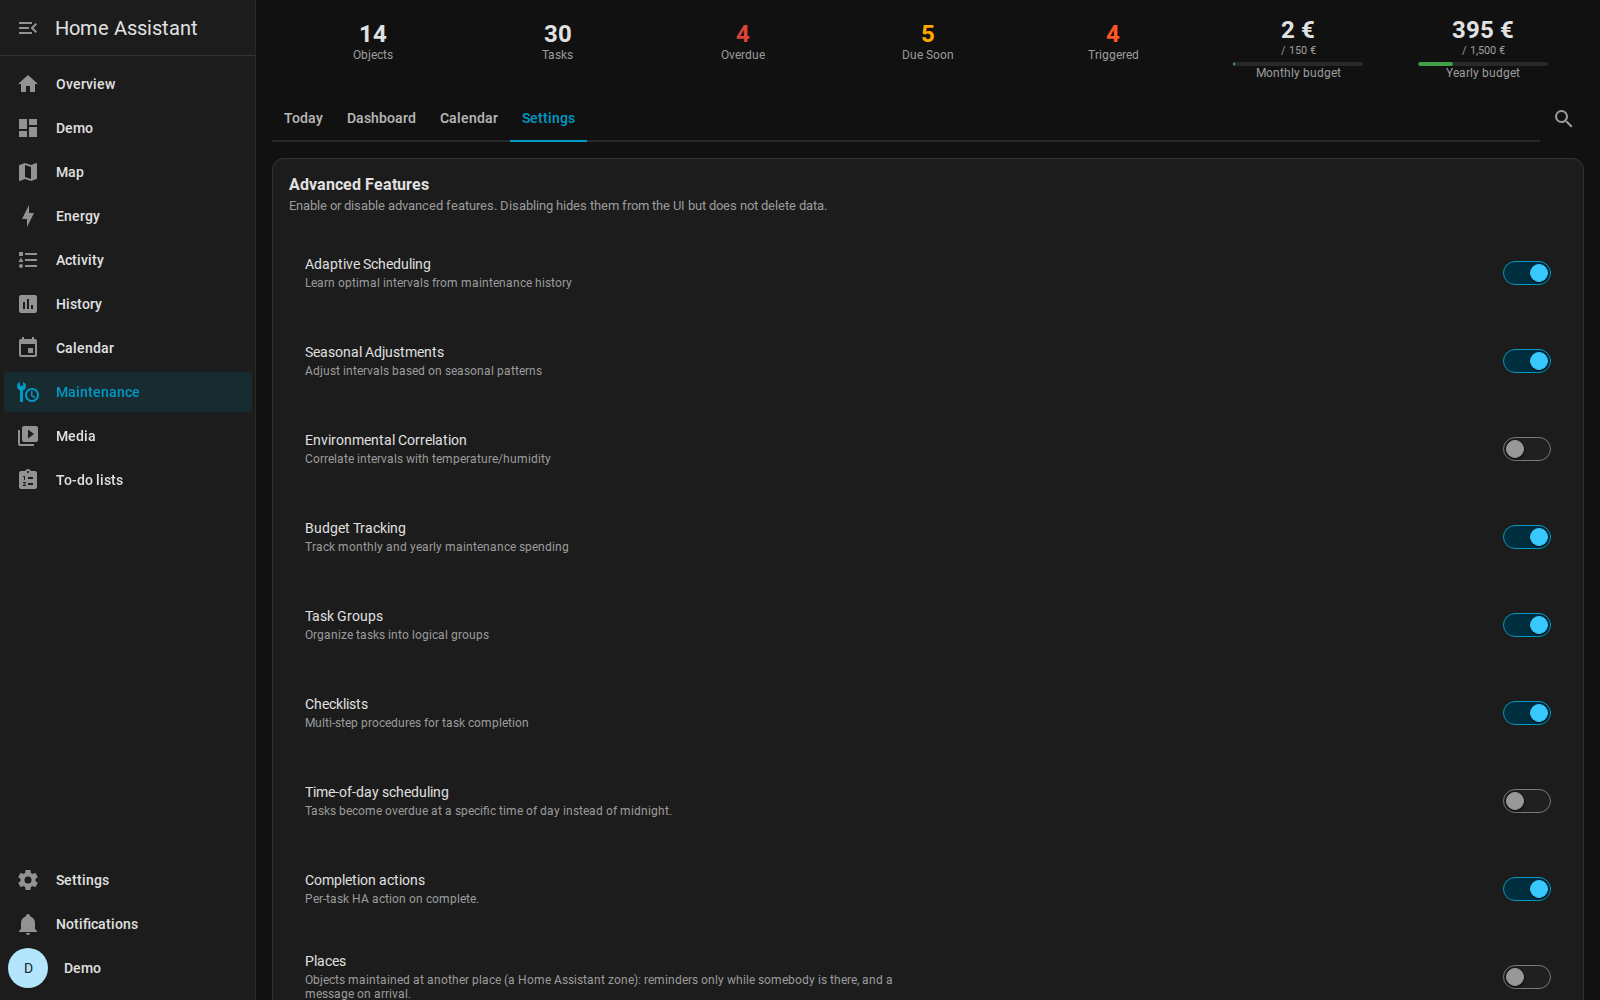 Home Assistant
Overview
Demo
Map
Energy
Activity
History
Calendar
Maintenance
Media
To-do lists
Settings
Notifications
D
Demo
14
Objects
30
Tasks
4
Overdue
5
Due Soon
4
Triggered
2 €
/ 150 €
Monthly budget
395 €
/ 1,500 €
Yearly budget
Today
Dashboard
Calendar
Settings
Advanced Features
Enable or disable advanced features. Disabling hides them from the UI but does not delete data.
Adaptive Scheduling
Learn optimal intervals from maintenance history
Seasonal Adjustments
Adjust intervals based on seasonal patterns
Environmental Correlation
Correlate intervals with temperature/humidity
Budget Tracking
Track monthly and yearly maintenance spending
Task Groups
Organize tasks into logical groups
Checklists
Multi-step procedures for task completion
Time-of-day scheduling
Tasks become overdue at a specific time of day instead of midnight.
Completion actions
Per-task HA action on complete.
Places
Objects maintained at another place (a Home Assistant zone): reminders only while somebody is there, and a
message on arrival.